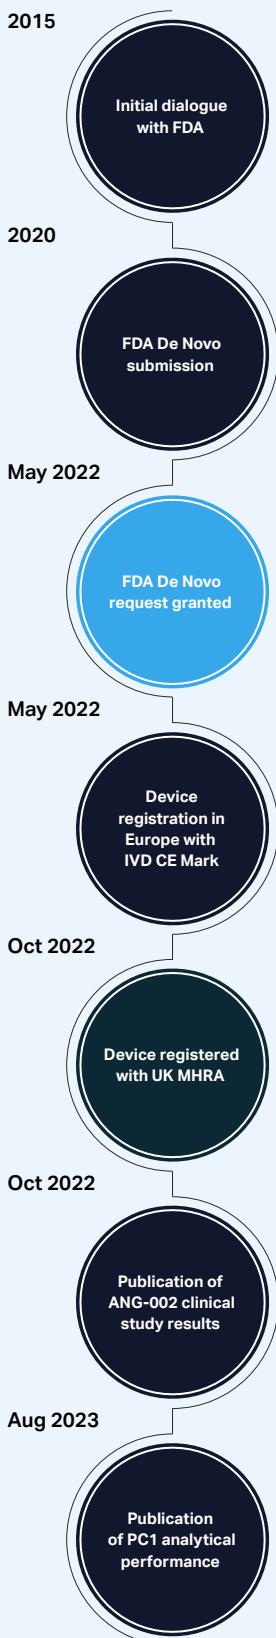 2015
Initial dialogue
with FDA
2020
FDA De Novo
submission
May 2022
FDA De Novo
request granted
May 2022
Device
registration in
Europe with
IVD CE Mark
Oct 2022
Device registered
with UK MHRA
Oct 2022
Publication of
ANG-002 clinical
study results
Aug 2023
Publication
of PC1 analytical
performance